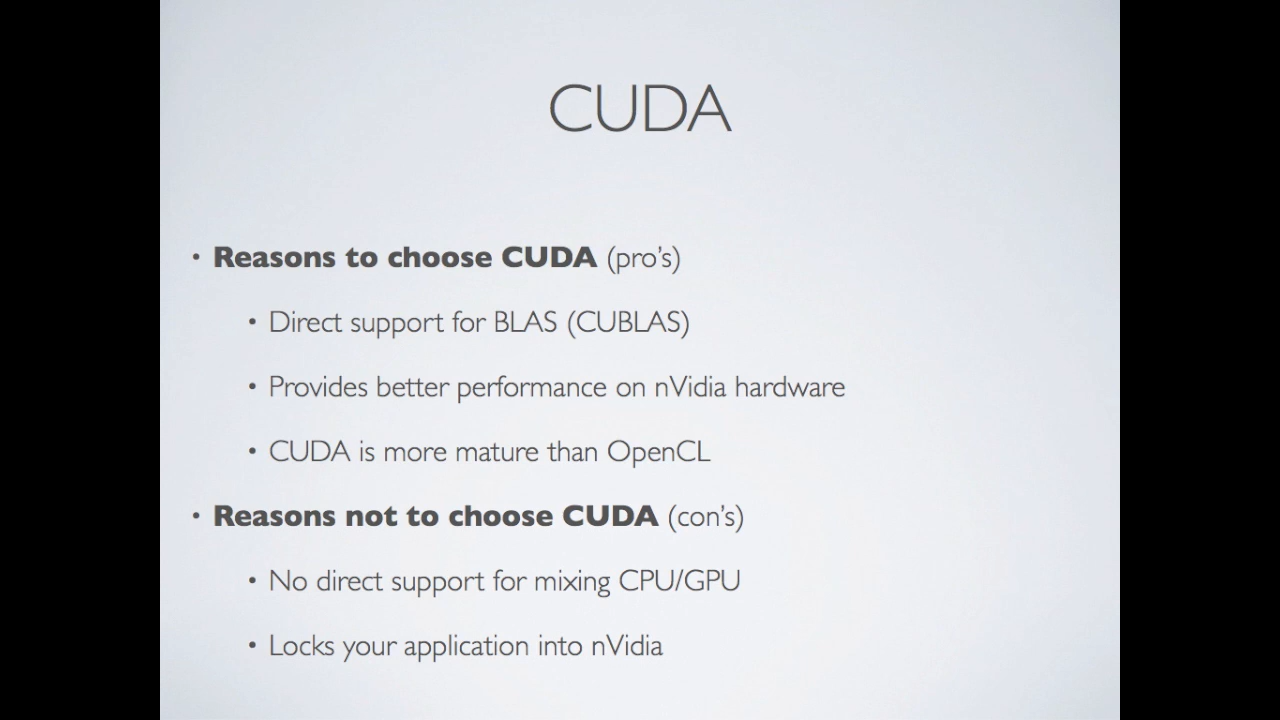 CUDA
• Reasons to choose CUDA (pro's)
• Direct support for BLAS (CUBLAS)
• Provides better performance on nVidia hardware
• CUDA is more mature than OpenCL
• Reasons not to choose CUDA (con's)
• No direct support for mixing CPU/GPU
• Locks your application into nVidia